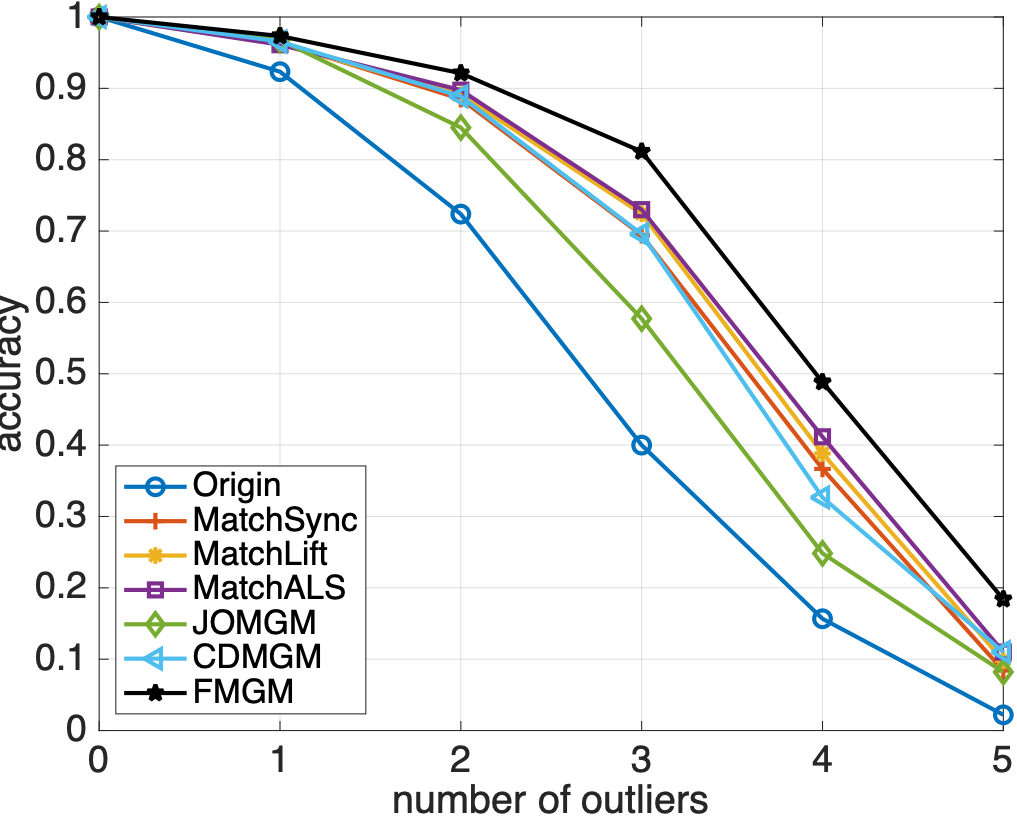 1
0.9
0.8
0.7
0.6
0.5
0.4
0.3
0.2
0.1
0
accuracy
Origin
MatchSync
MatchLift
MatchALS
JOMGM
CDMGM
FMGM
0 1 2 3 4 5
number of outliers